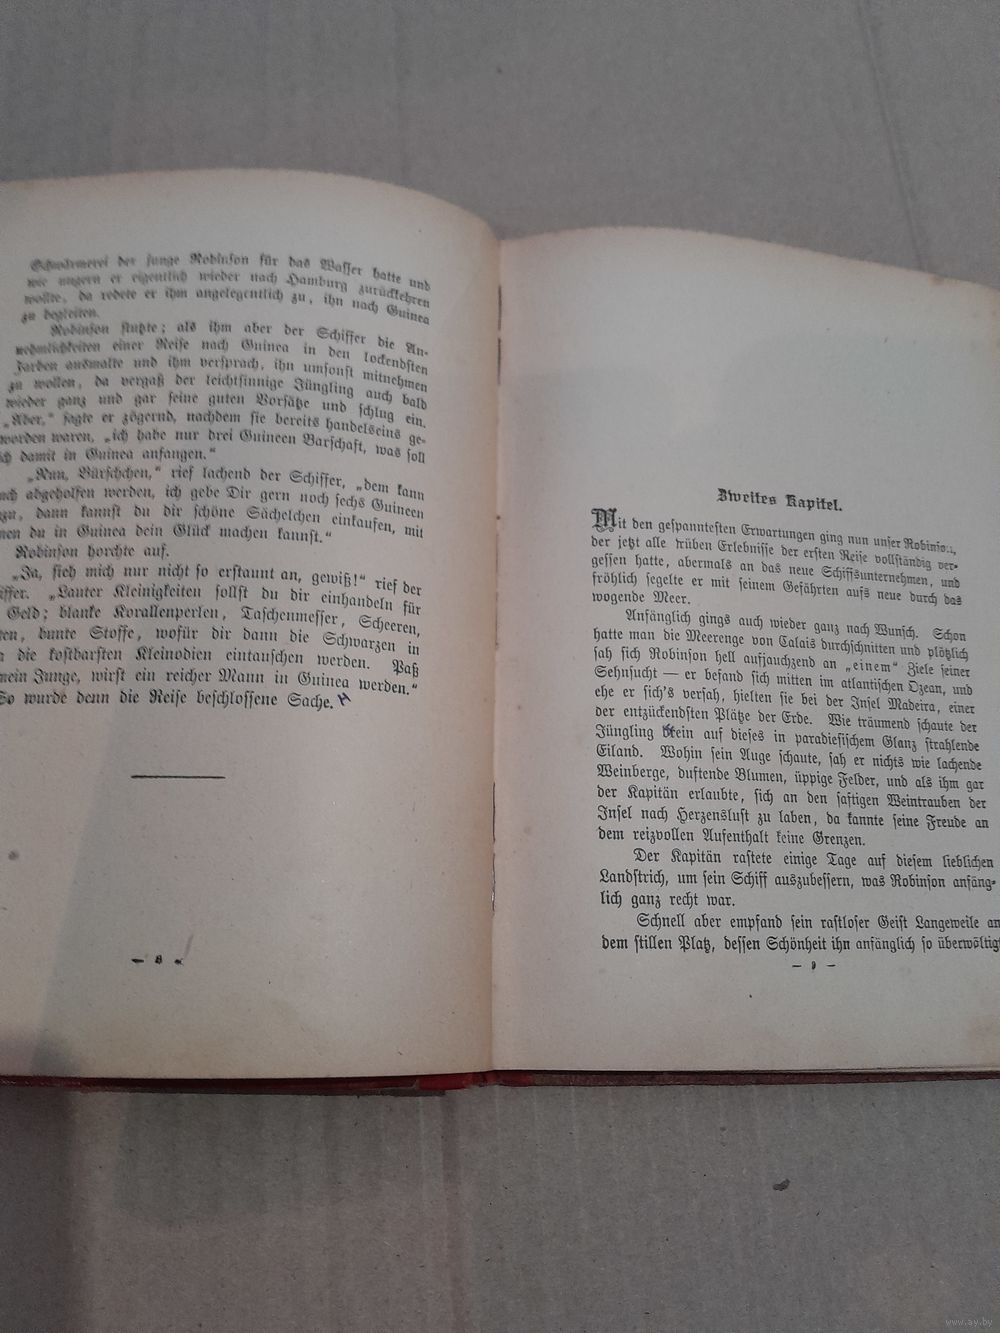 Schwärmerei der junge Robinson für das Wasser hatte und
wie ungern er eigentlich wieder nach Hamburg zurückkehren
wollte, da redete er ihm angelegentlich zu, ihn nach Guinea
zu begleiten.
Robinson stutzte; als ihm aber der Schiffer die An-
nehmlichkeiten einer Reise nach Guinea in den lockendsten
Farben ausmalte und ihm versprach, ihn umsonst mitnehmen
zu wollen, da vergaß der leichtsinnige Jüngling auch bald
wieder ganz und gar seine guten Vorsätze und schlug ein.
„Aber,“ sagte er zögernd, nachdem sie bereits handelseins ge-
worden waren, „ich habe nur drei Guineen Barschaft, was soll
ich damit in Guinea anfangen.“
„Nun, Bürschchen,“ rief lachend der Schiffer, „dem kann
auch abgeholfen werden, ich gebe Dir gern noch sechs Guineen
zu, dann kannst du dir schöne Sächelchen einkaufen, mit
nen du in Guinea dein Glück machen kannst.“
Robinson horchte auf.
„Ja, sieh mich nur nicht so erstaunt an, gewiß!“ rief der
iffer. „Lauter Kleinigkeiten sollst du dir einhandeln für
Geld; blanke Korallenperlen, Taschenmesser, Scheeren,
ten, bunte Stoffe, wofür dir dann die Schwarzen in
die kostbarsten Kleinodien eintauschen werden. Paß
mein Junge, wirst ein reicher Mann in Guinea werden.“
So wurde denn die Reise beschlossene Sache.
— 8 —
Zweites Kapitel.
Mit den gespanntesten Erwartungen ging nun unser Robinson,
der jetzt alle trüben Erlebnisse der ersten Reise vollständig ver-
gessen hatte, abermals an das neue Schiffsunternehmen, und
fröhlich segelte er mit seinem Gefährten aufs neue durch das
wogende Meer.
Anfänglich gings auch wieder ganz nach Wunsch. Schon
hatte man die Meerenge von Calais durchschnitten und plötzlich
sah sich Robinson hell aufjauchzend an „einem“ Ziele seiner
Sehnsucht — er befand sich mitten im atlantischen Ozean, und
ehe er sich's versah, hielten sie bei der Insel Madeira, einer
der entzückendsten Plätze der Erde. Wie träumend schaute der
Jüngling drein auf dieses in paradiesischem Glanz strahlende
Eiland. Wohin sein Auge schaute, sah er nichts wie lachende
Weinberge, duftende Blumen, üppige Felder, und als ihm gar
der Kapitän erlaubte, sich an den saftigen Weintrauben der
Insel nach Herzenslust zu laben, da kannte seine Freude an
dem reizvollen Aufenthalt keine Grenzen.
Der Kapitän rastete einige Tage auf diesem lieblichen
Landstrich, um sein Schiff auszubessern, was Robinson anfäng-
lich ganz recht war.
Schnell aber empfand sein rastloser Geist Langeweile an
dem stillen Platz, dessen Schönheit ihn anfänglich so überwältigt
— 9 —
www.ay.by